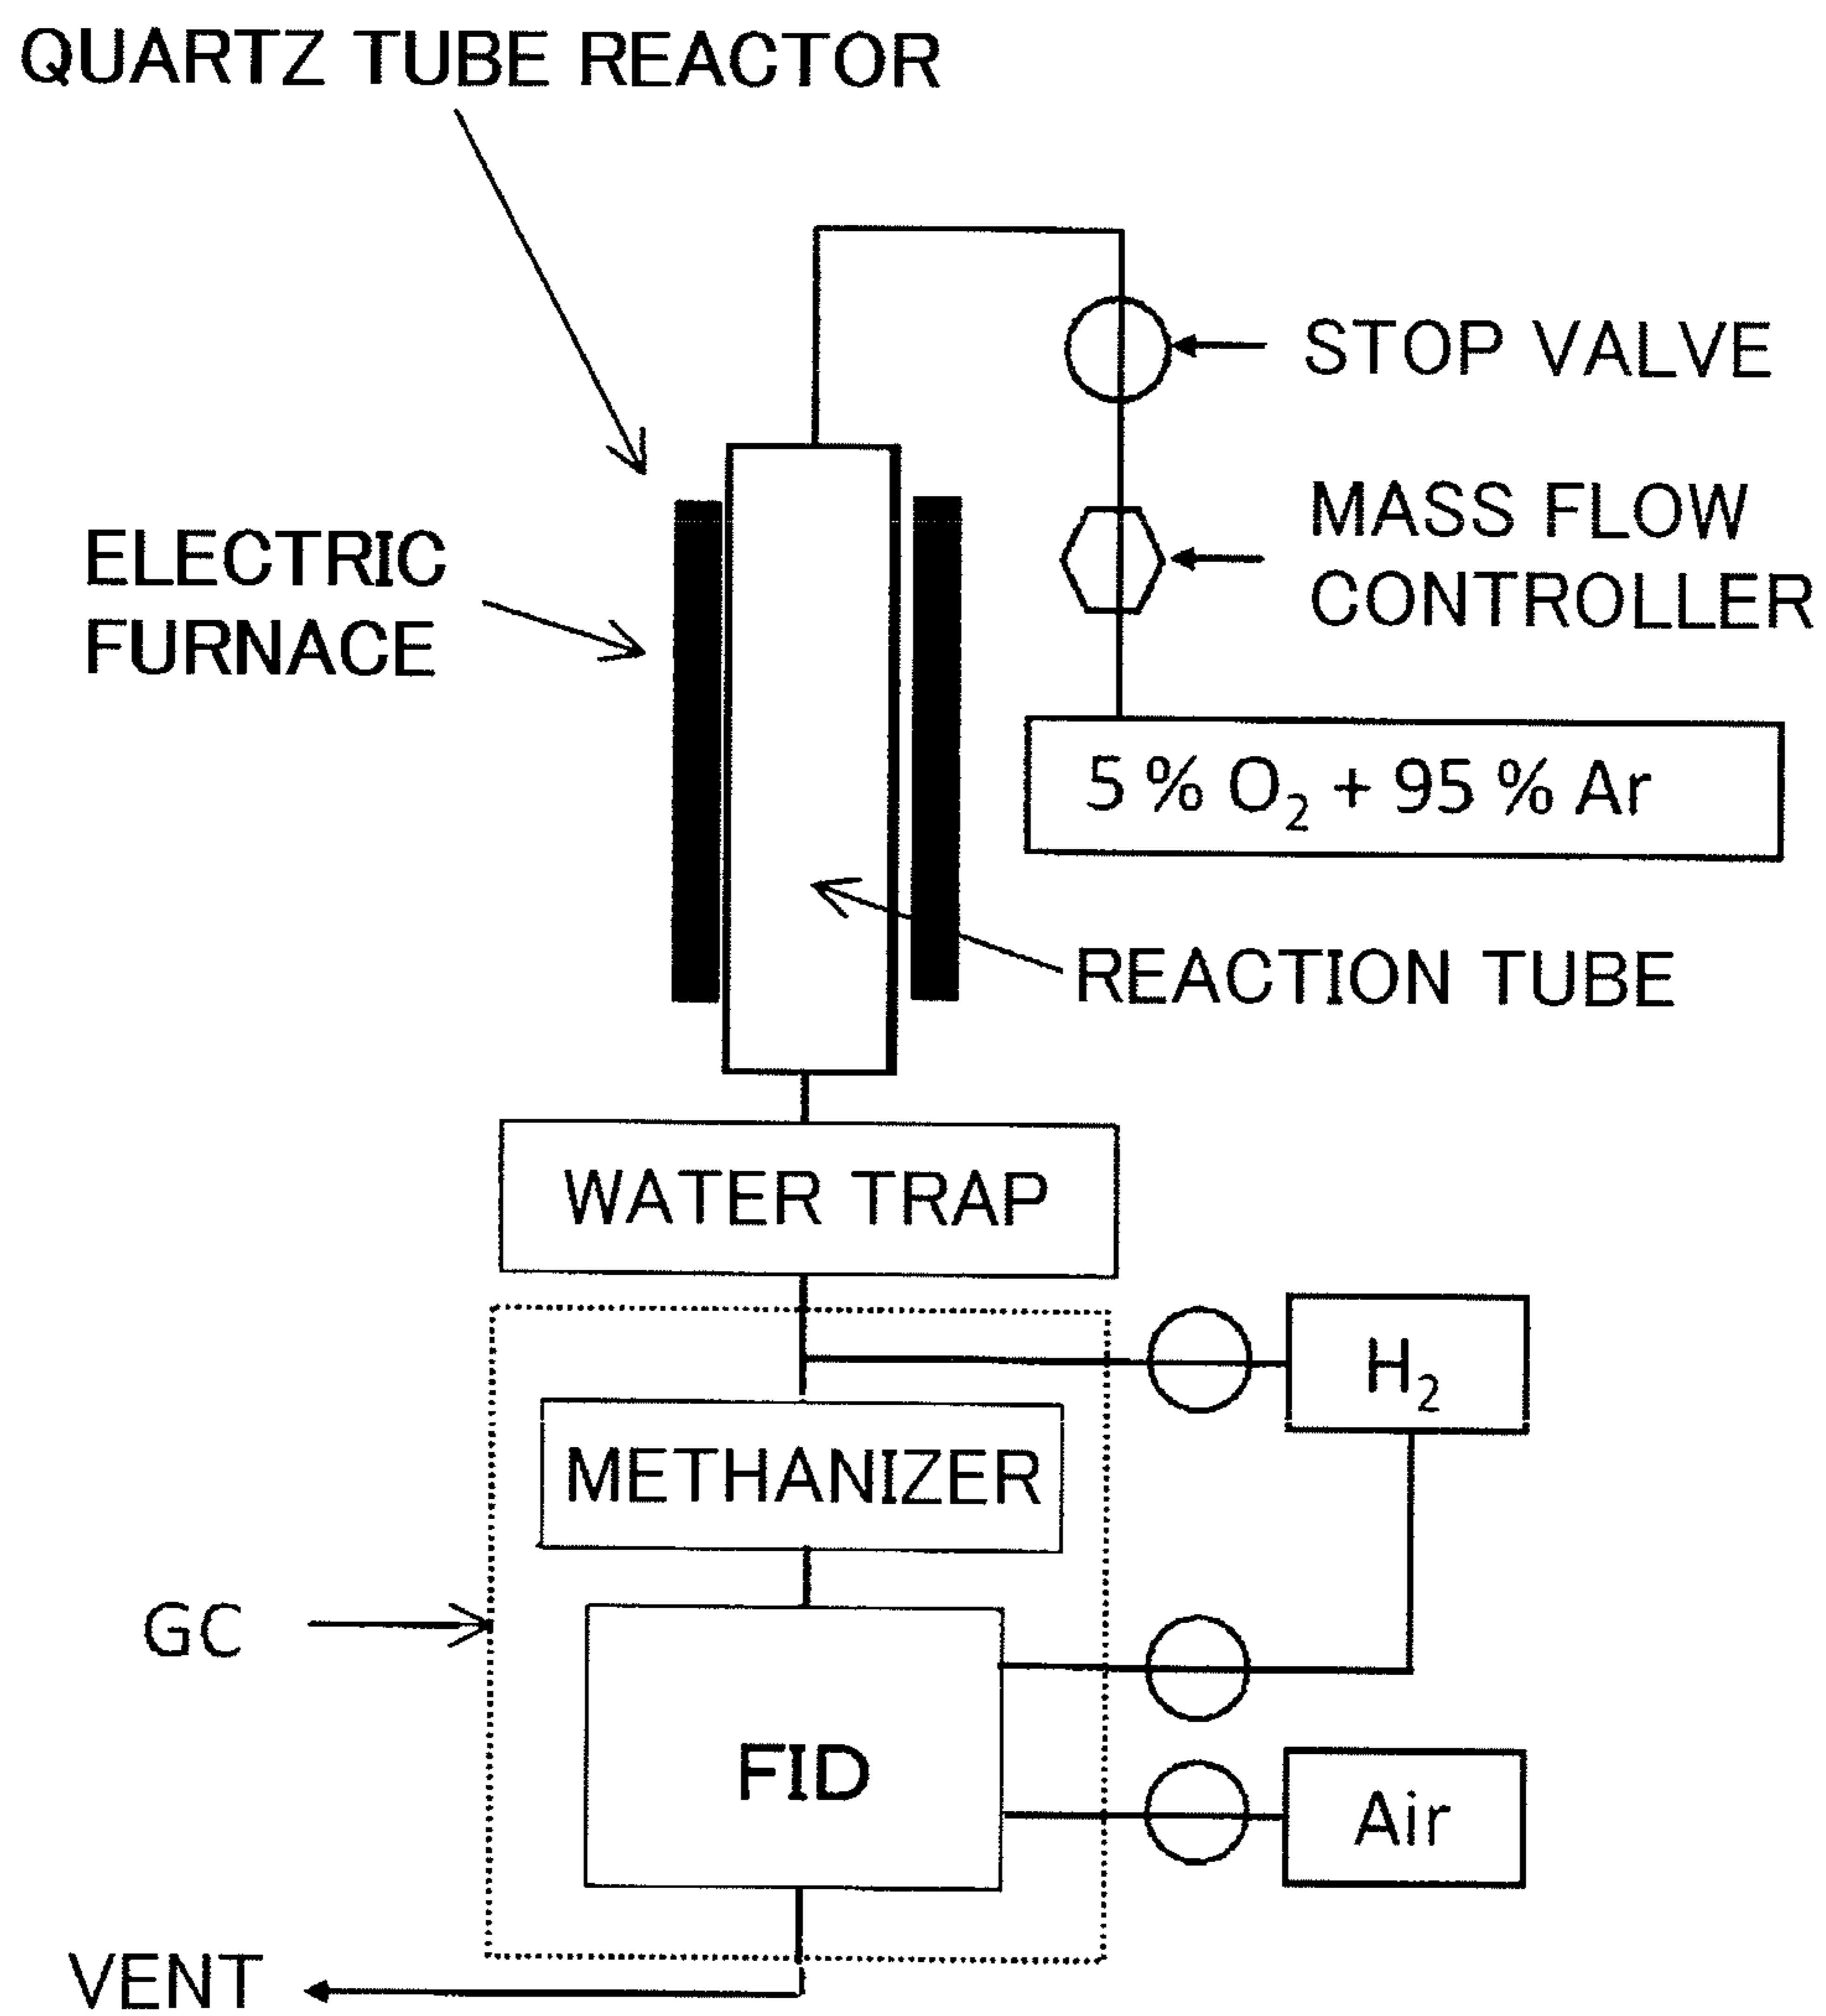 QUARTZ TUBE REACTOR
STOP VALVE
MASS FLOW
CONTROLLER
ELECTRIC
FURNACE
5 % O₂ + 95 % Ar
REACTION TUBE
WATER TRAP
H₂
METHANIZER
GC
FID
Air
VENT